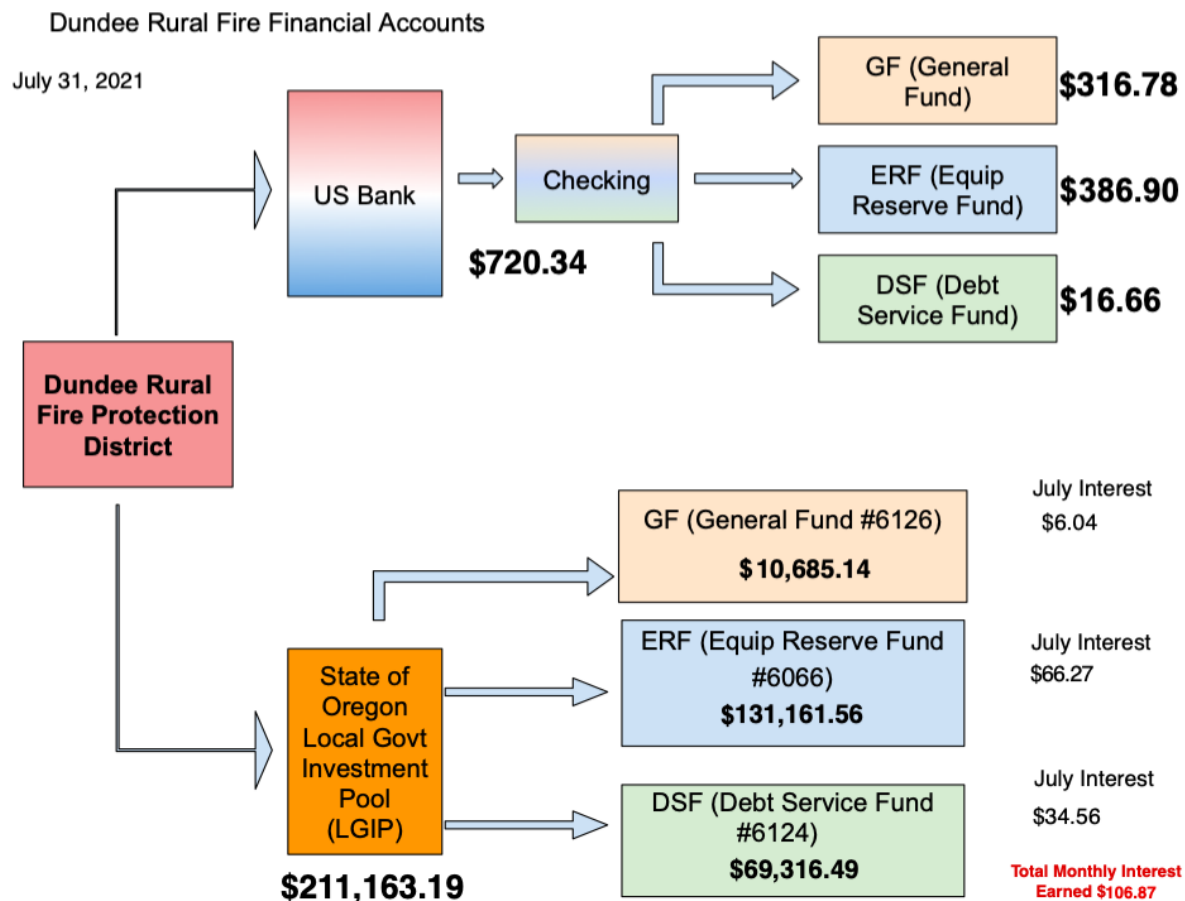 Dundee Rural Fire Financial Accounts
July 31, 2021
US Bank
Checking
$720.34
GF (General
Fund)
$316.78
ERF (Equip
Reserve Fund)
$386.90
DSF (Debt
Service Fund)
$16.66
Dundee Rural
Fire Protection
District
State of
Oregon
Local Govt
Investment
Pool
(LGIP)
$211,163.19
GF (General Fund #6126)
$10,685.14
July Interest
$6.04
ERF (Equip Reserve Fund
#6066)
$131,161.56
July Interest
$66.27
DSF (Debt Service Fund
#6124)
$69,316.49
July Interest
$34.56
Total Monthly Interest
Earned $106.87